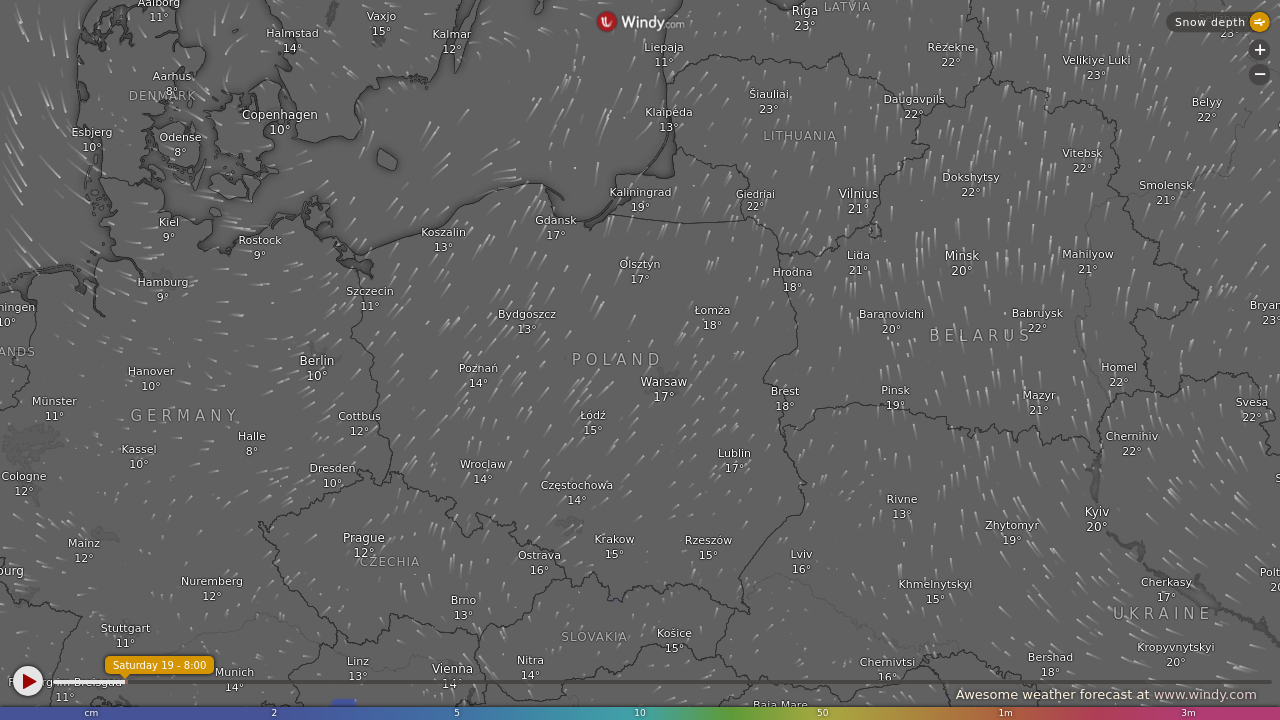 Aalborg
11°
Vaxjo
15°
Halmstad
14°
Kalmar
12°
Windy.com
Riga
23°
LATVIA
Snow depth
23°
+
−
Liepaja
11°
Rēzekne
22°
Velikiye Luki
23°
Aarhus
8°
DENMARK
Copenhagen
10°
Klaipėda
13°
Šiauliai
23°
Daugavpils
22°
Belyy
22°
Esbjerg
10°
Odense
8°
LITHUANIA
Vitebsk
22°
Kaliningrad
19°
Giedriai
22°
Vilnius
21°
Dokshytsy
22°
Smolensk
21°
Kiel
9°
Rostock
9°
Koszalin
13°
Gdansk
17°
Olsztyn
17°
Hrodna
18°
Lida
21°
Minsk
20°
Mahilyow
21°
Hamburg
9°
Szczecin
11°
Bydgoszcz
13°
Łomża
18°
Baranovichi
20°
Babruysk
22°
23°
10°
BELARUS
Berlin
10°
POLAND
Hanover
10°
Poznań
14°
Warsaw
17°
Brest
18°
Pinsk
19°
Homel
22°
Mazyr
21°
Münster
11°
GERMANY
Cottbus
12°
Łódź
15°
Svesa
22°
Kassel
10°
Halle
8°
Chernihiv
22°
Cologne
12°
Dresden
10°
Wroclaw
14°
Częstochowa
14°
Lublin
17°
Rivne
13°
Zhytomyr
19°
Kyiv
20°
Mainz
12°
Prague
12°
CZECHIA
Ostrava
16°
Krakow
15°
Rzeszów
15°
Lviv
16°
Nuremberg
12°
Brno
13°
Khmelnytskyi
15°
Cherkasy
17°
UKRAINE
Stuttgart
11°
SLOVAKIA
Košice
15°
Kropyvnytskyi
20°
Saturday 19 - 8:00
Munich
14°
Linz
13°
Vienna
14°
Nitra
14°
Chernivtsi
16°
Bershad
18°
11°
Baia Mare
Awesome weather forecast at www.windy.com
cm 2 5 10 20 50 1m 3m